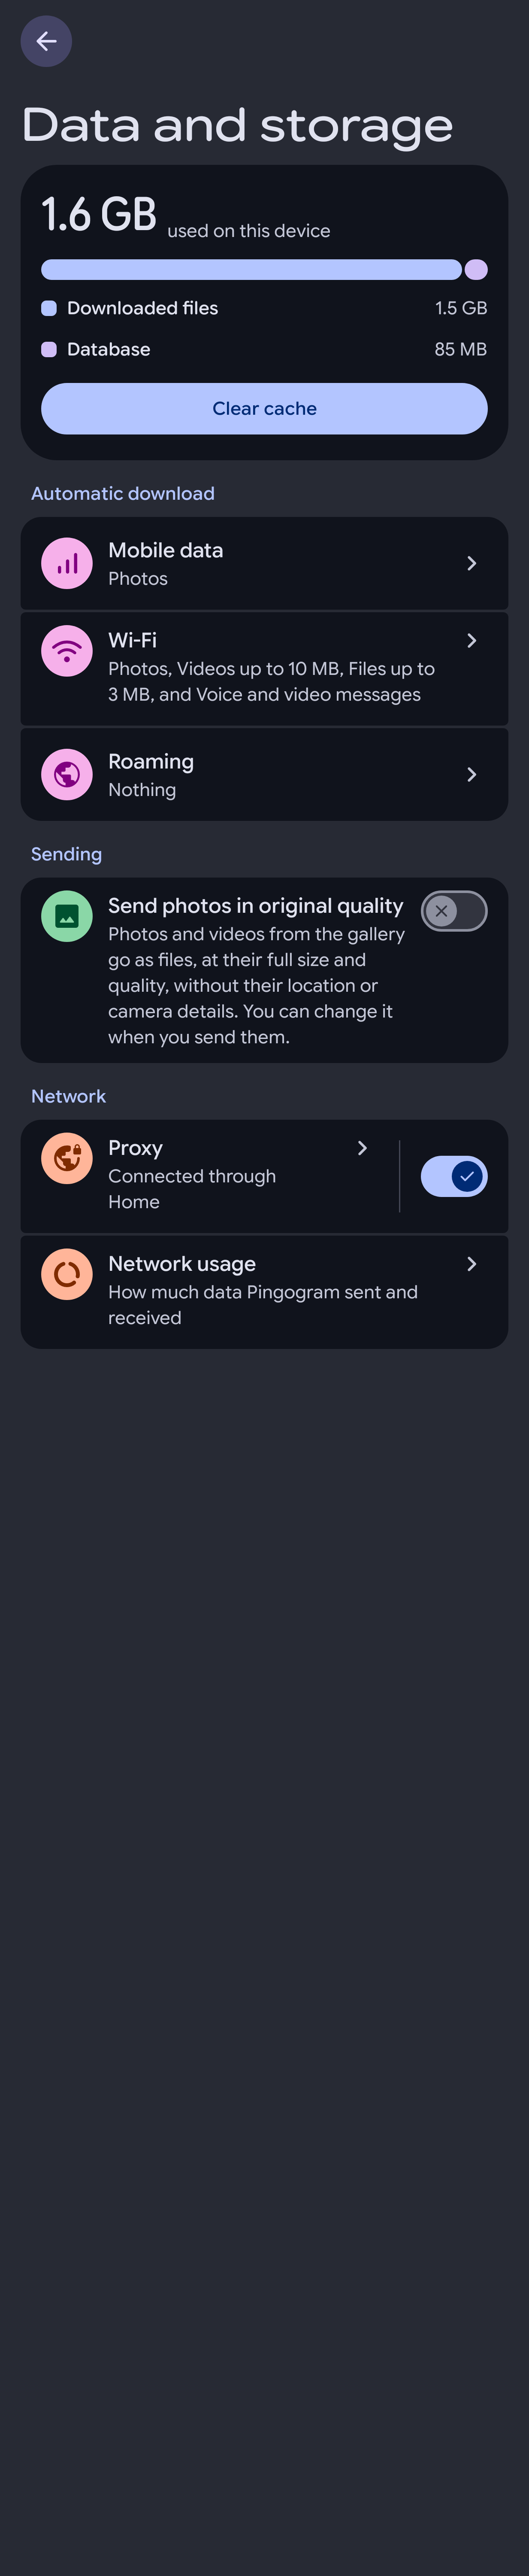 Data and storage
1.6 GB used on this device
Downloaded files 1.5 GB
Database 85 MB
Clear cache
Automatic download
Mobile data
Photos
Wi-Fi
Photos, Videos up to 10 MB, Files up to
3 MB, and Voice and video messages
Roaming
Nothing
Sending
Send photos in original quality
Photos and videos from the gallery
go as files, at their full size and
quality, without their location or
camera details. You can change it
when you send them.
Network
Proxy
Connected through
Home
Network usage
How much data Pingogram sent and
received